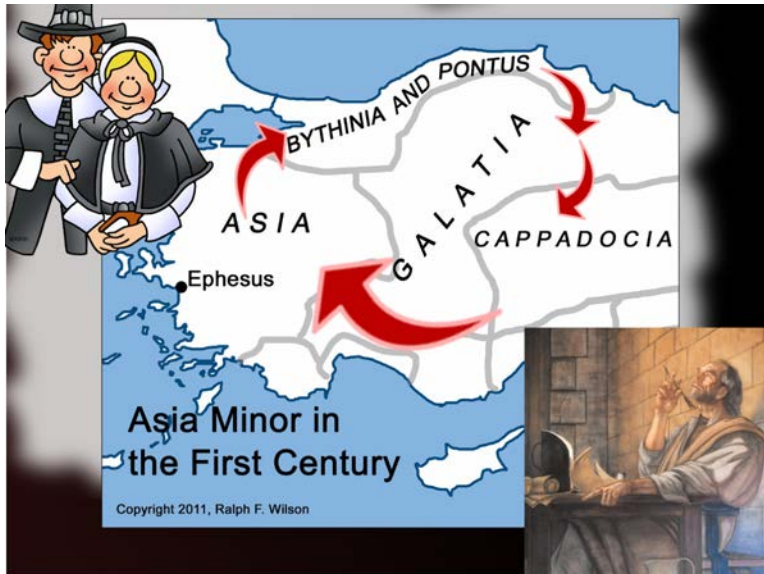 BYTHINIA AND PONTUS
GALATIA
ASIA
CAPPADOCIA
Ephesus
Asia Minor in
the First Century
Copyright 2011, Ralph F. Wilson